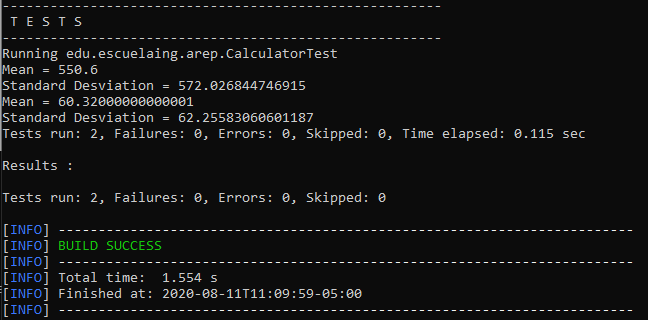 -------------------------------------------------------
 T E S T S
-------------------------------------------------------
Running edu.escuelaing.arep.CalculatorTest
Mean = 550.6
Standard Desviation = 572.026844746915
Mean = 60.32000000000001
Standard Desviation = 62.25583060601187
Tests run: 2, Failures: 0, Errors: 0, Skipped: 0, Time elapsed: 0.115 sec
Results :
Tests run: 2, Failures: 0, Errors: 0, Skipped: 0
[INFO] ------------------------------------------------------------------------
[INFO] BUILD SUCCESS
[INFO] ------------------------------------------------------------------------
[INFO] Total time:  1.554 s
[INFO] Finished at: 2020-08-11T11:09:59-05:00
[INFO] ------------------------------------------------------------------------